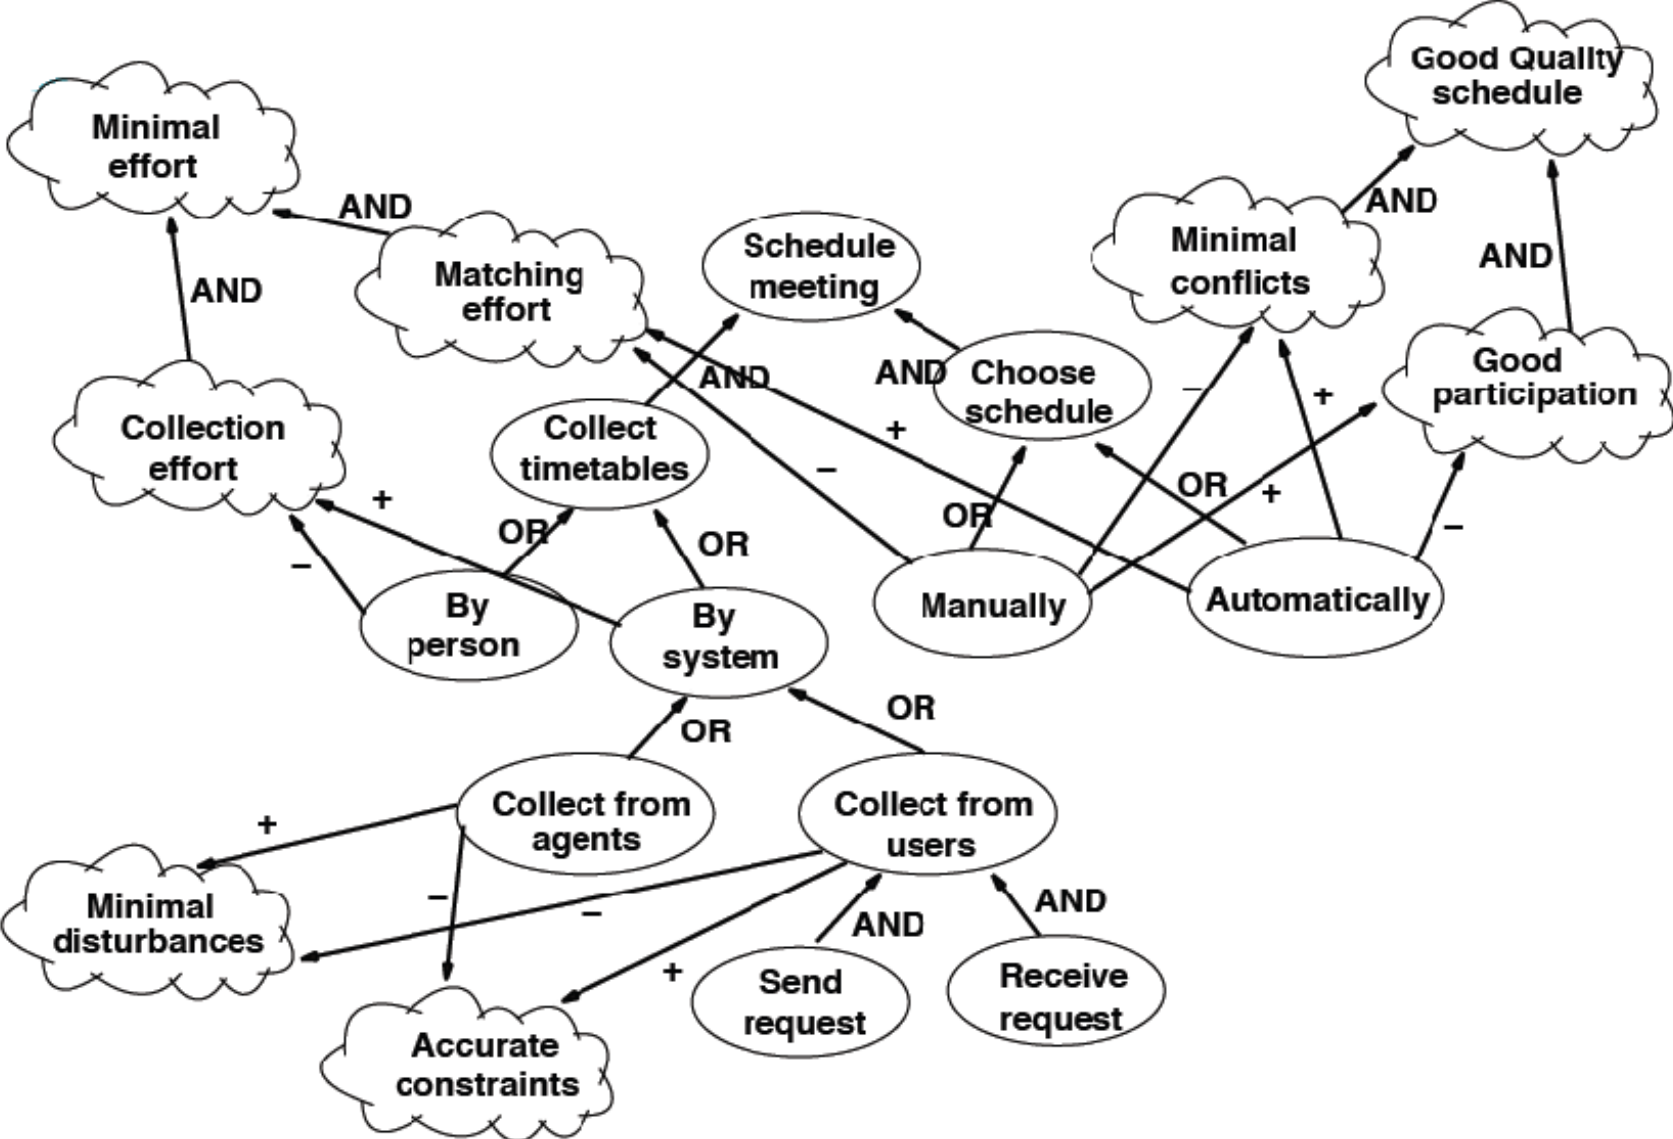 Good Quality
schedule
Minimal
effort
AND
AND
Minimal
conflicts
Schedule
meeting
Matching
effort
AND
AND
Good
participation
AND
AND
Choose
schedule
–
+
Collection
effort
Collect
timetables
+
–
OR
+
+
OR
OR
OR
–
–
By
person
By
system
Manually
Automatically
OR
OR
Collect from
agents
Collect from
users
+
–
–
AND
AND
Minimal
disturbances
+
Send
request
Receive
request
Accurate
constraints